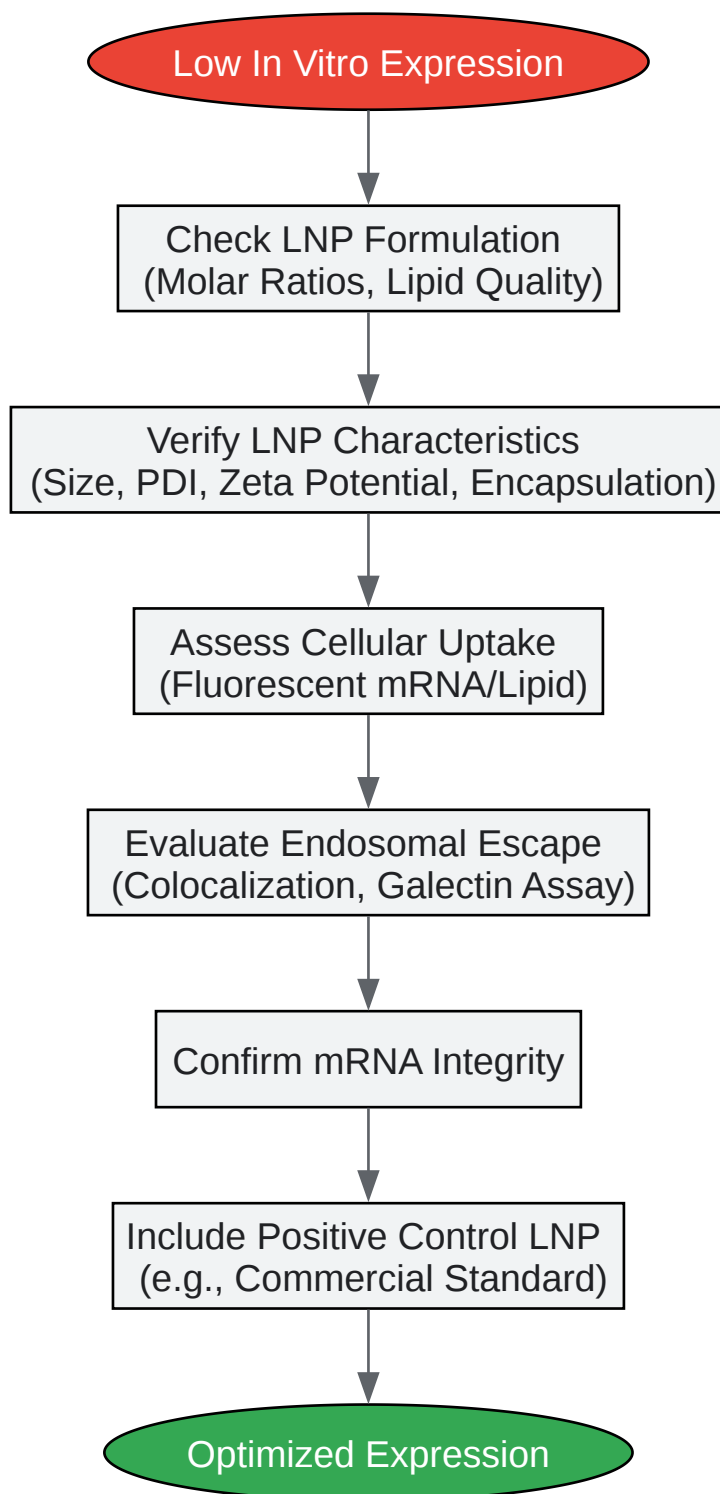 Low In Vitro Expression
Check LNP Formulation
(Molar Ratios, Lipid Quality)
Verify LNP Characteristics
(Size, PDI, Zeta Potential, Encapsulation)
Assess Cellular Uptake
(Fluorescent mRNA/Lipid)
Evaluate Endosomal Escape
(Colocalization, Galectin Assay)
Confirm mRNA Integrity
Include Positive Control LNP
(e.g., Commercial Standard)
Optimized Expression